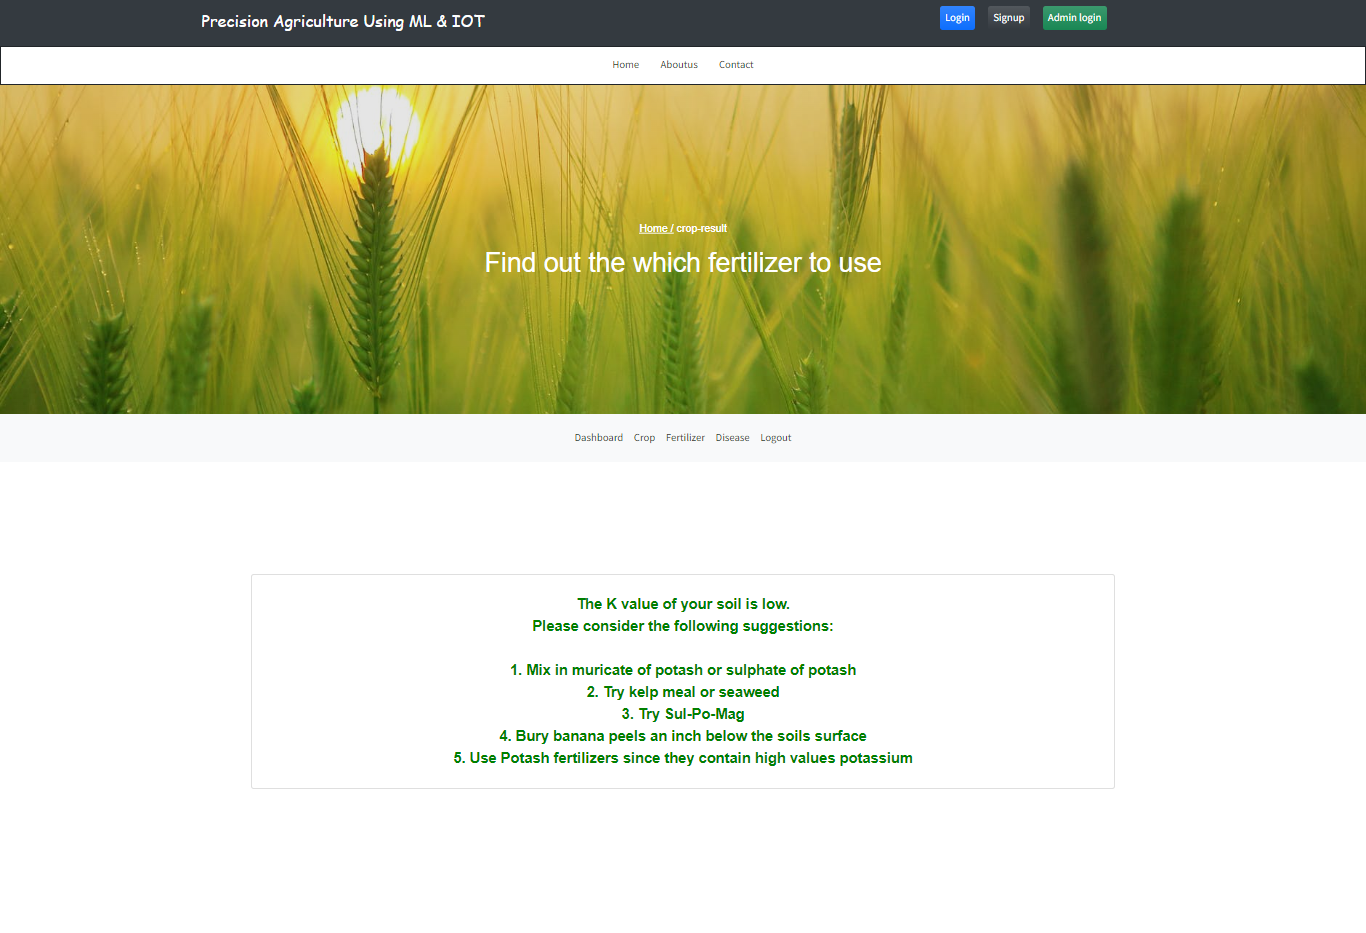 Precision Agriculture Using ML & IOT
Login Signup Admin login
Home Aboutus Contact
Home / crop-result
Find out the which fertilizer to use
Dashboard Crop Fertilizer Disease Logout
The K value of your soil is low.
Please consider the following suggestions:
1. Mix in muricate of potash or sulphate of potash
2. Try kelp meal or seaweed
3. Try Sul-Po-Mag
4. Bury banana peels an inch below the soils surface
5. Use Potash fertilizers since they contain high values potassium